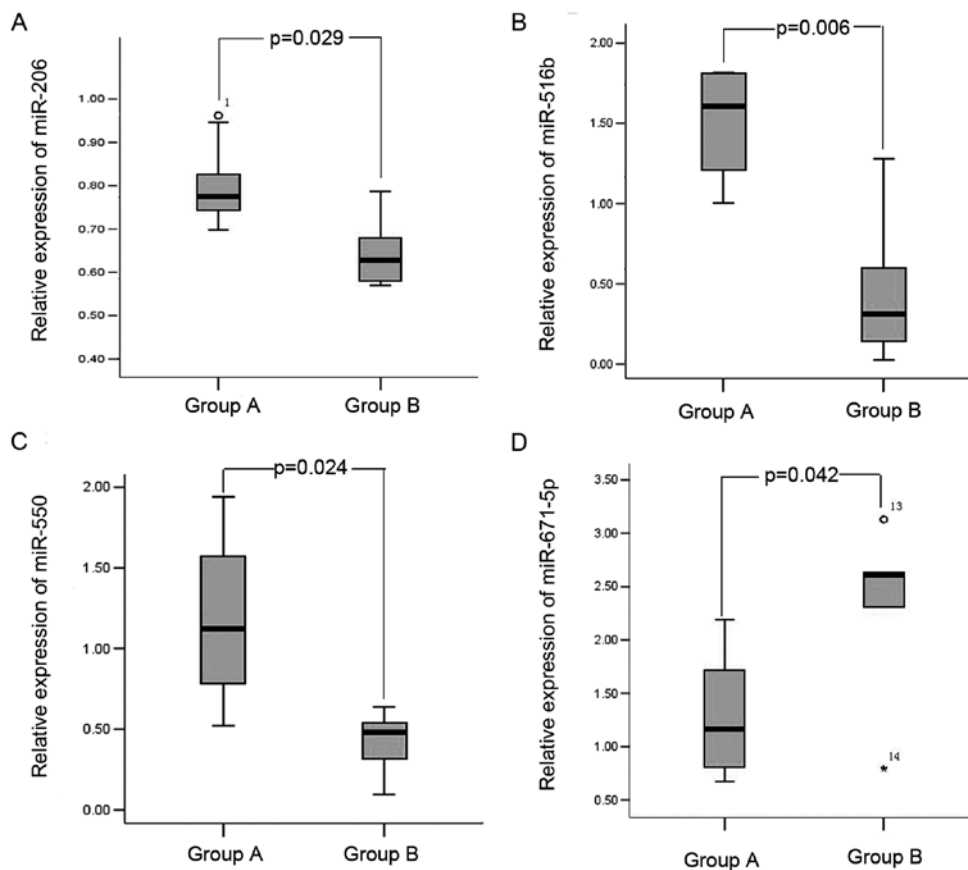 A
p=0.029
Relative expression of miR-206
1.00
0.90
0.80
0.70
0.60
0.50
0.40
1
Group A
Group B
B
p=0.006
Relative expression of miR-516b
2.00
1.50
1.00
0.50
0.00
Group A
Group B
C
p=0.024
Relative expression of miR-550
2.00
1.50
1.00
0.50
0.00
Group A
Group B
D
p=0.042
Relative expression of miR-671-5p
3.50
3.00
2.50
2.00
1.50
1.00
0.50
13
14
Group A
Group B